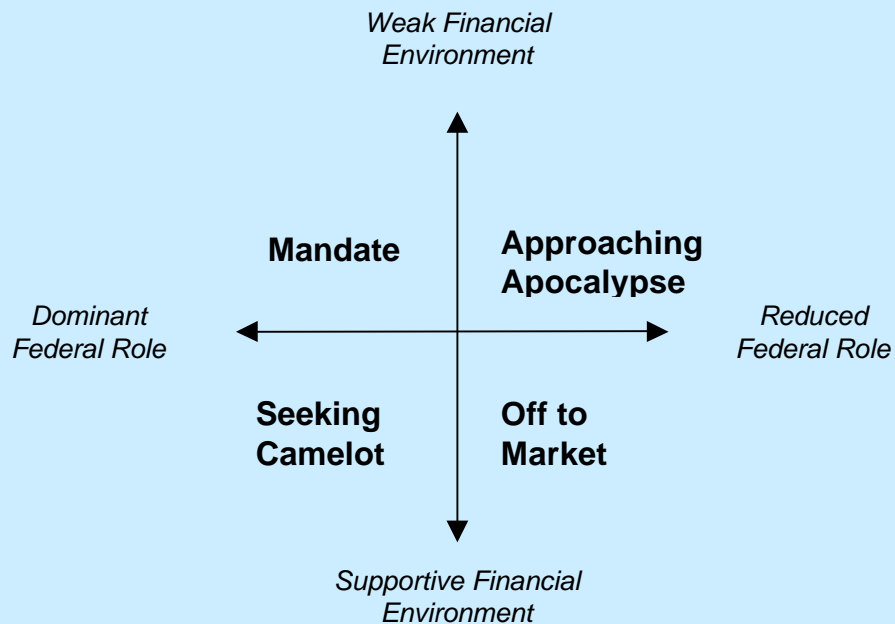 Weak Financial
Environment
Mandate
Approaching
Apocalypse
Dominant
Federal Role
Reduced
Federal Role
Seeking
Camelot
Off to
Market
Supportive Financial
Environment